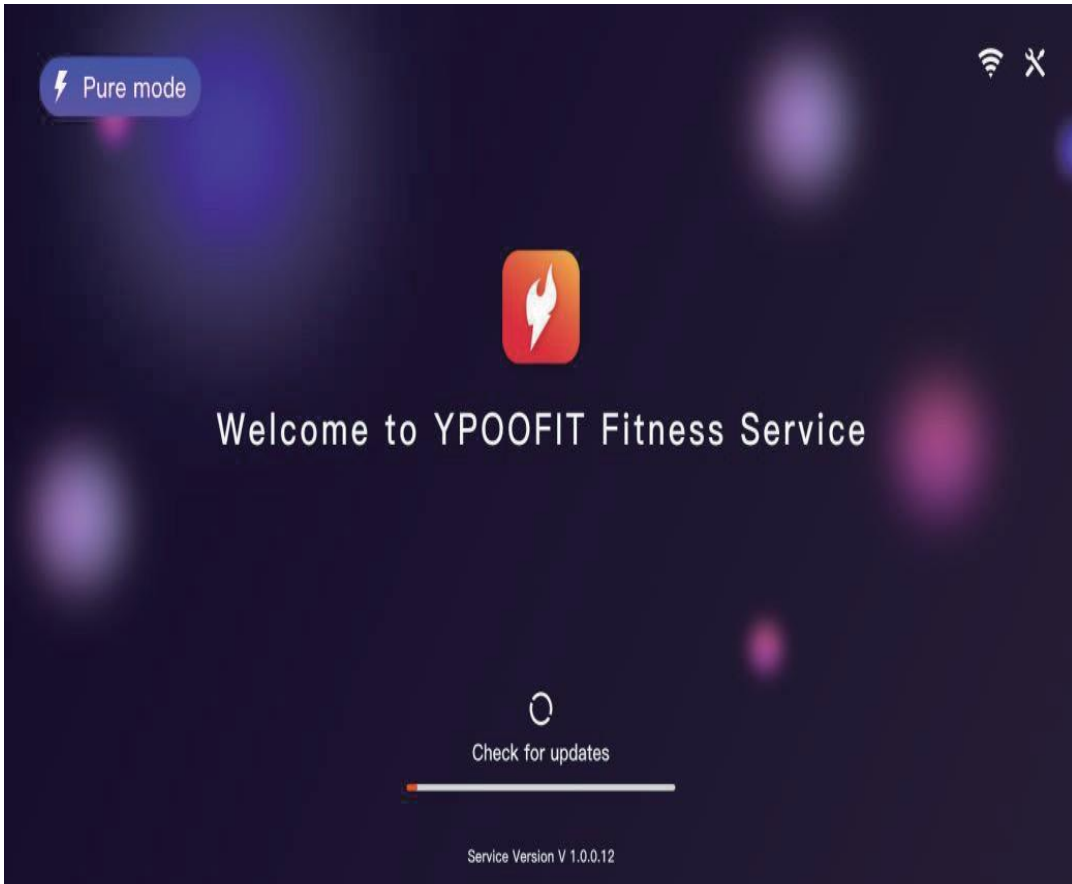 Pure mode
Welcome to YPOOFIT Fitness Service
Check for updates
Service Version V 1.0.0.12